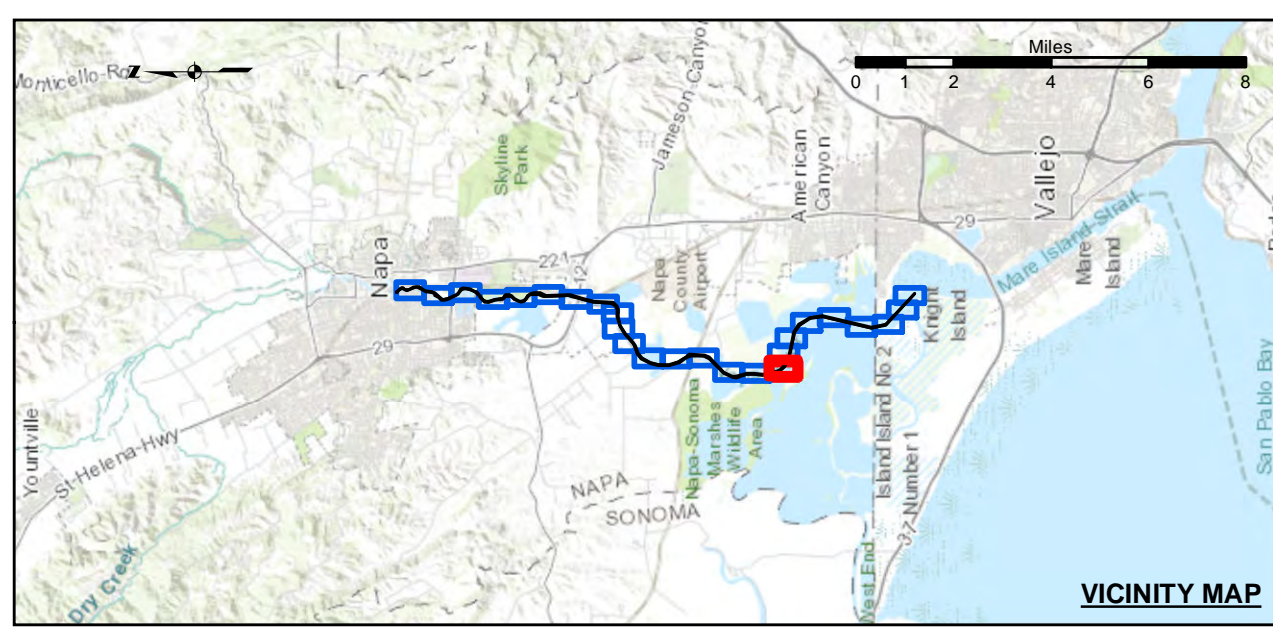 Miles
0 1 2 4 6 8
Monticello-Rd
Z
Jameson-Canyon
Skyline
Park
American
Canyon
Vallejo
29
Mare Island-Strait
Mare
Island
Napa
221
12
Napa
County
Airport
Knight
Island
29
Island Island No 2
Napa-Sonoma
Marshes
Wildlife
Area
San Pablo Bay
Yountville
St-Helena-Hwy
NAPA
SONOMA
37 Number 1
West End
Dry Creek
VICINITY MAP